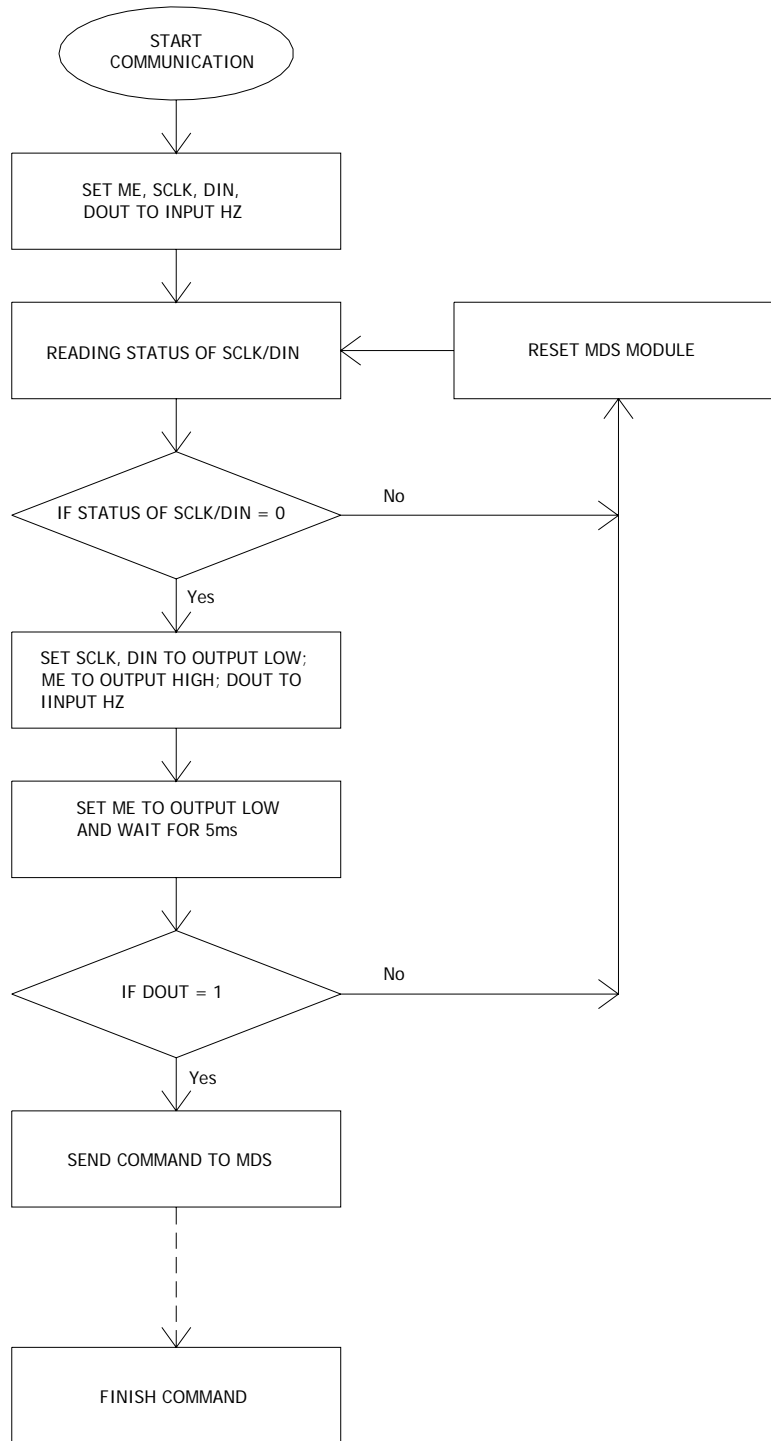 START
COMMUNICATION
SET ME, SCLK, DIN,
DOUT TO INPUT HZ
READING STATUS OF SCLK/DIN
RESET MDS MODULE
IF STATUS OF SCLK/DIN = 0
No
Yes
SET SCLK, DIN TO OUTPUT LOW;
ME TO OUTPUT HIGH; DOUT TO
IINPUT HZ
SET ME TO OUTPUT LOW
AND WAIT FOR 5ms
IF DOUT = 1
No
Yes
SEND COMMAND TO MDS
FINISH COMMAND